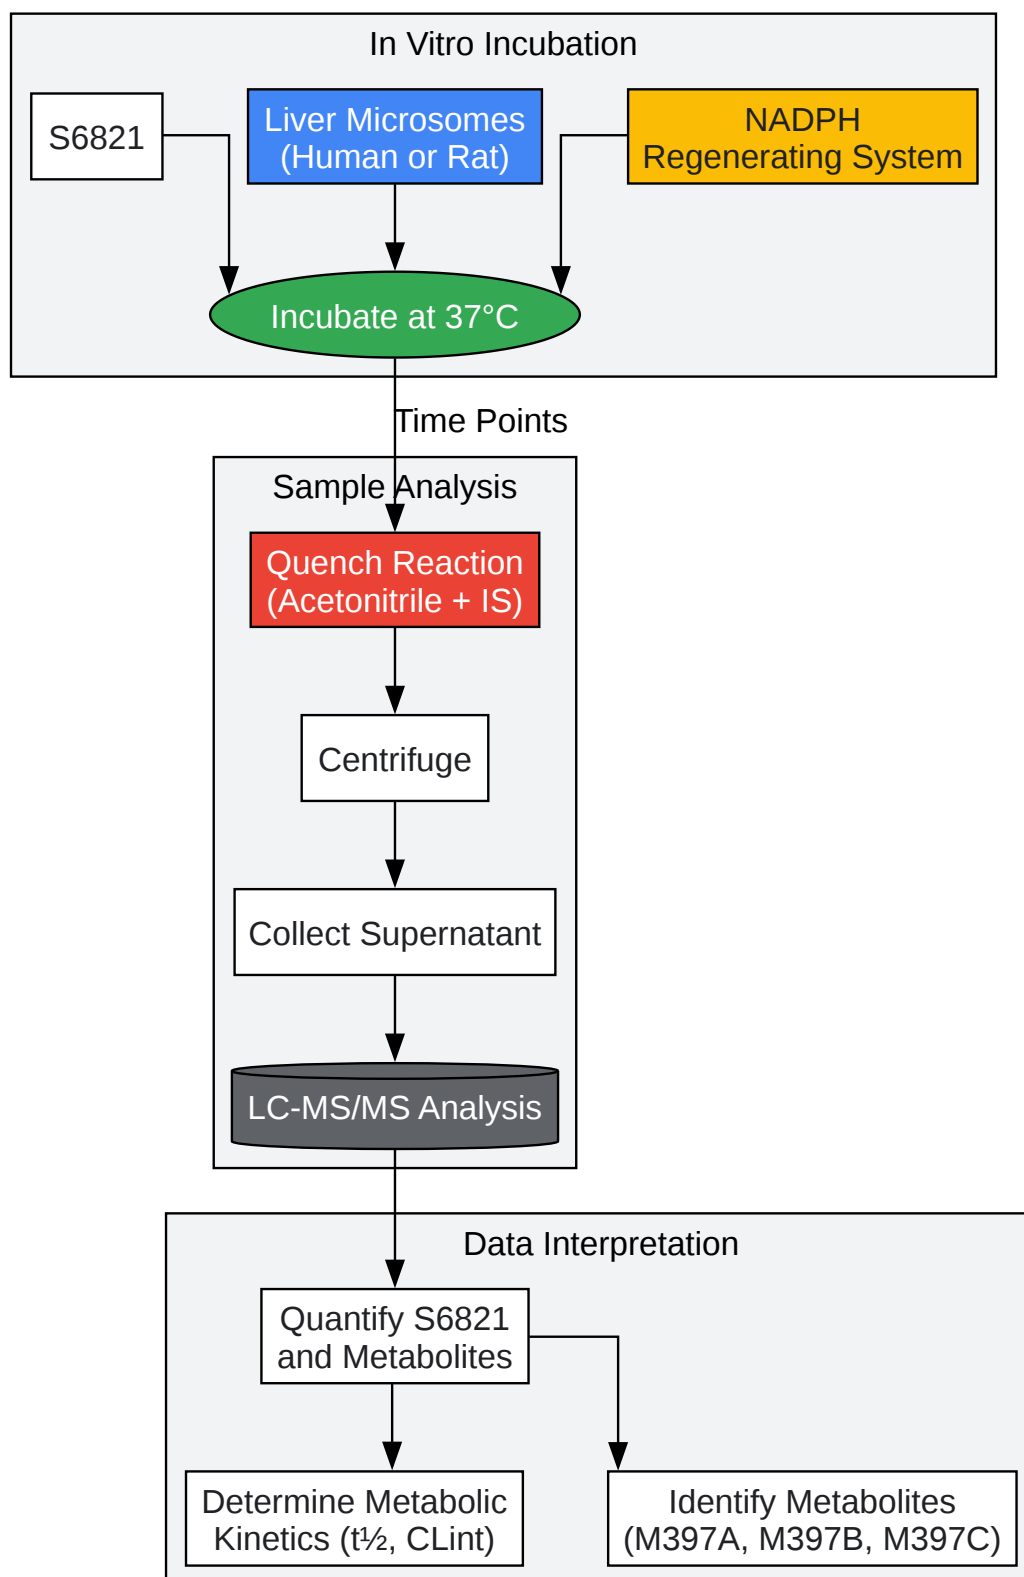 In Vitro Incubation
S6821
Liver Microsomes
(Human or Rat)
NADPH
Regenerating System
Incubate at 37°C
Time Points
Sample Analysis
Quench Reaction
(Acetonitrile + IS)
Centrifuge
Collect Supernatant
LC-MS/MS Analysis
Data Interpretation
Quantify S6821
and Metabolites
Determine Metabolic
Kinetics (t½, CLint)
Identify Metabolites
(M397A, M397B, M397C)